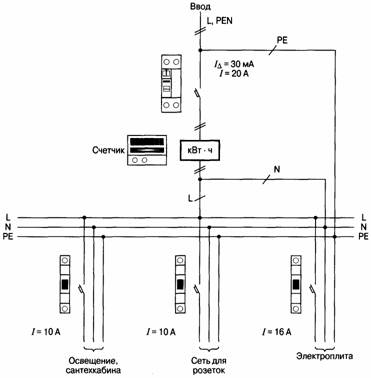 Ввод
L, PEN
PE
IΔ = 30 мА
I = 20 А
Счетчик
кВт · ч
N
L
L
L
N
N
PE
PE
I = 10 А
I = 10 А
I = 16 А
Освещение,
сантехкабина
Сеть для
розеток
Электроплита